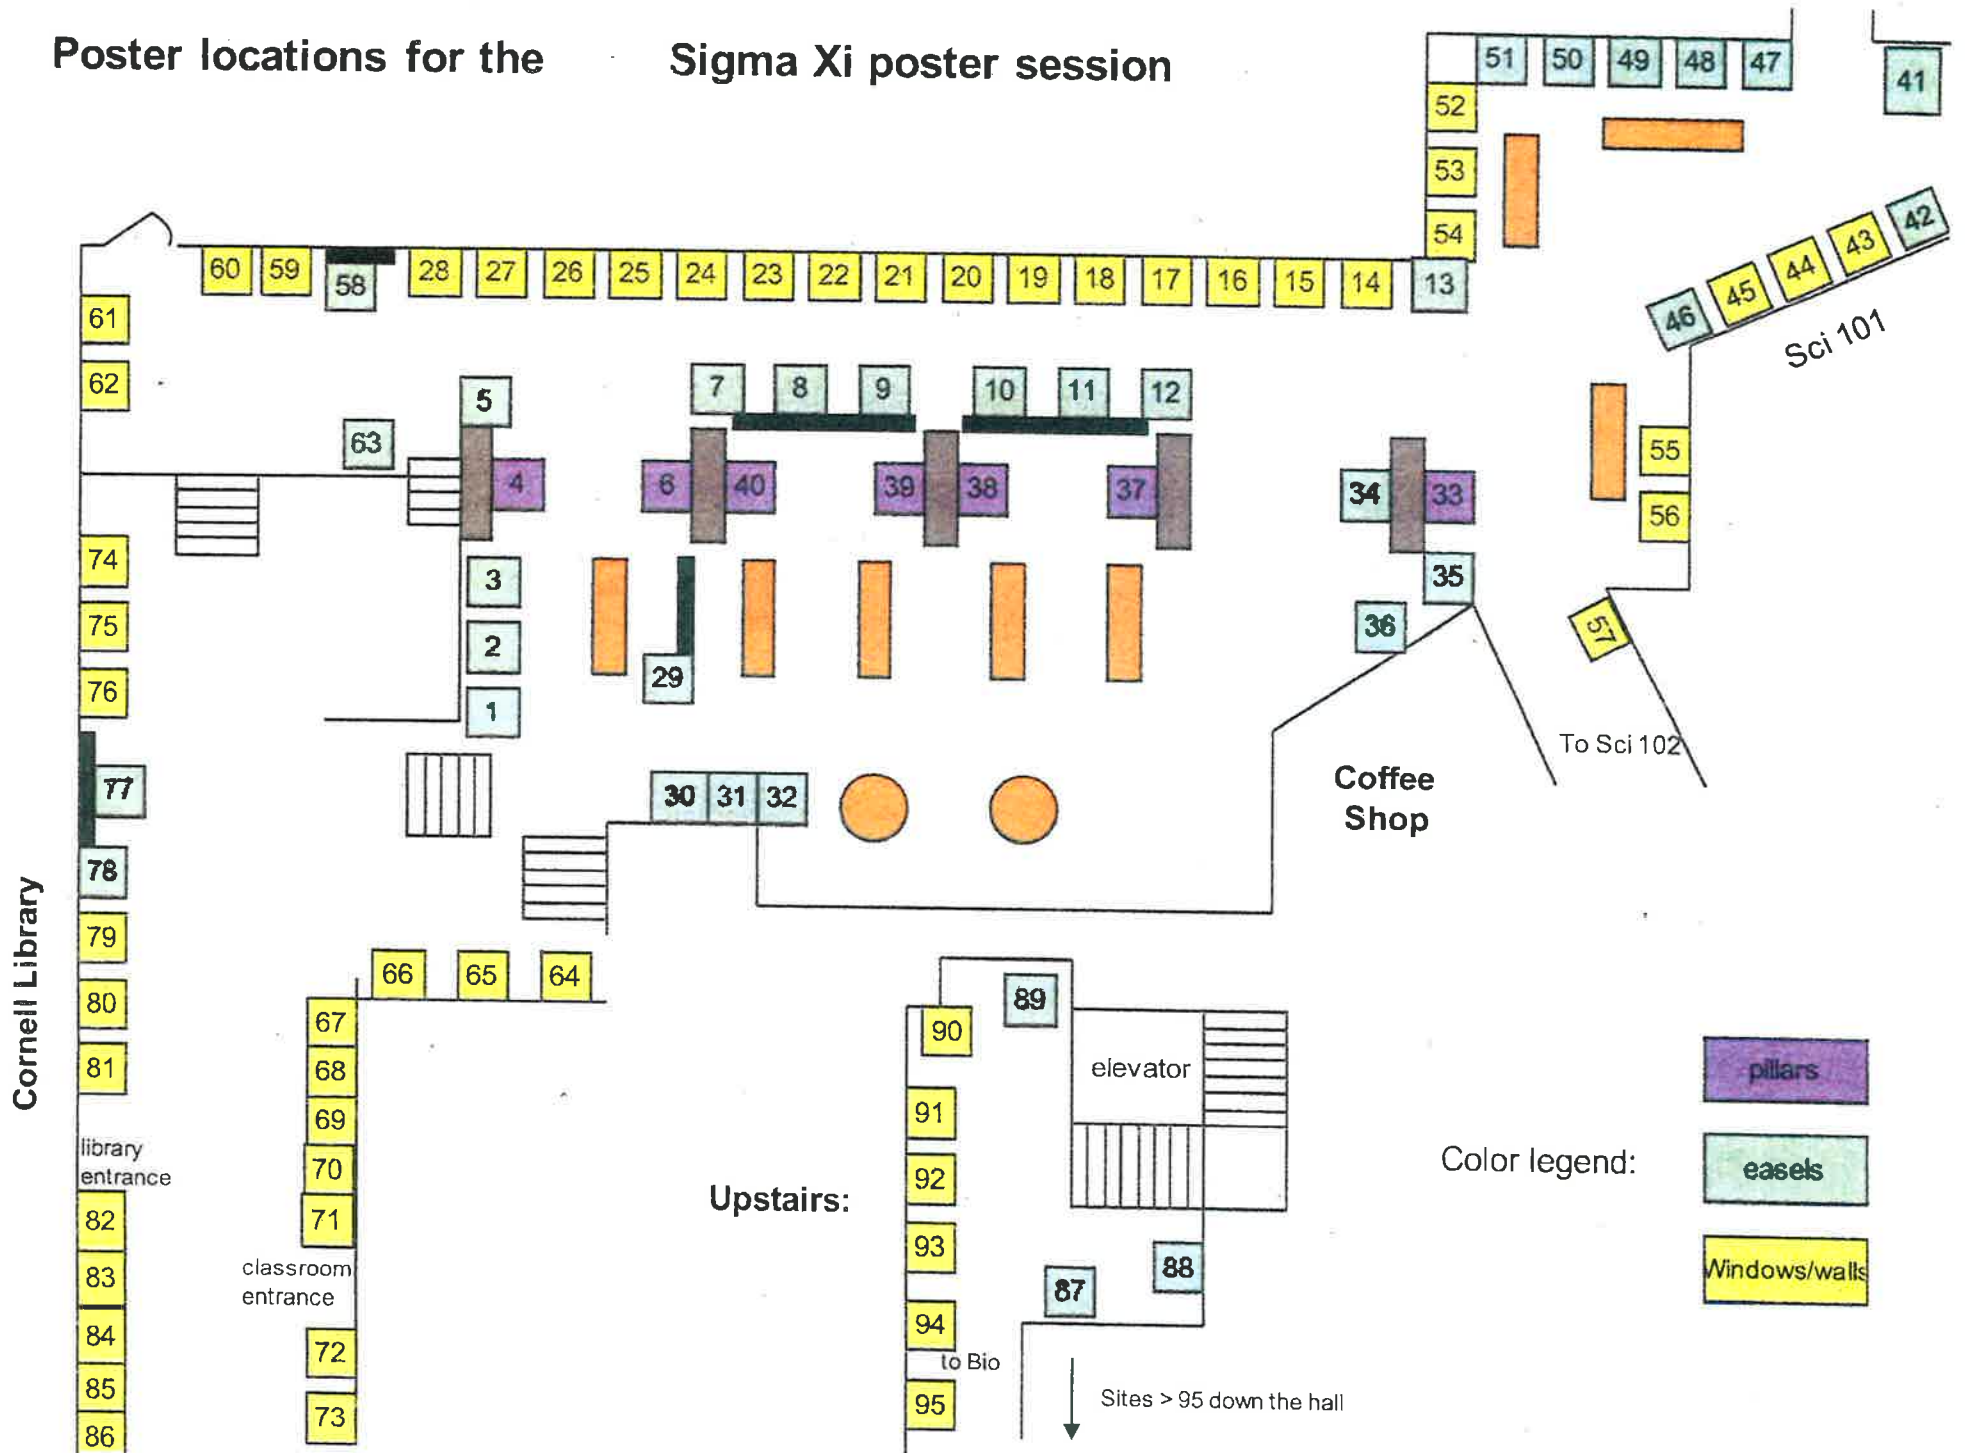 Poster locations for the Sigma Xi poster session
51 50 49 48 47
41
52
53
54
42
43
44
45
46
Sci 101
60 59 58 28 27 26 25 24 23 22 21 20 19 18 17 16 15 14 13
61
62
63
5
7 8 9 10 11 12
4 6 40 39 38 37 34 33
55
56
35
36
57
To Sci 102
3
2
1
29
30 31 32
Coffee
Shop
74
75
76
77
78
79
80
81
Cornell Library
library
entrance
82
83
84
85
86
66 65 64
67
68
69
70
71
classroom
entrance
72
73
Upstairs:
89
90
elevator
91
92
93
94
to Bio
95
88
87
Sites > 95 down the hall
Color legend:
pillars
easels
Windows/walls